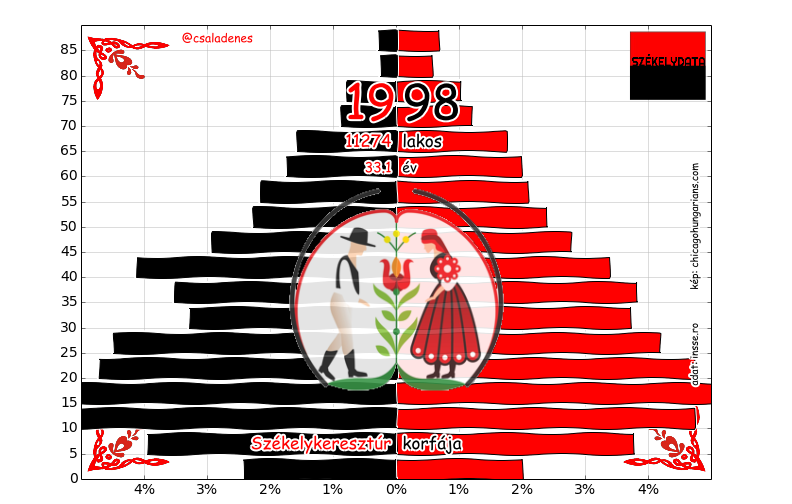 @csaladenes
SZÉKELYDATA
1998
11274 lakos
33.1 év
kép: chicagohungarians.com
adat: insse.ro
Székelykeresztúr korfája
85
80
75
70
65
60
55
50
45
40
35
30
25
20
15
10
5
0
4% 3% 2% 1% 0% 1% 2% 3% 4%